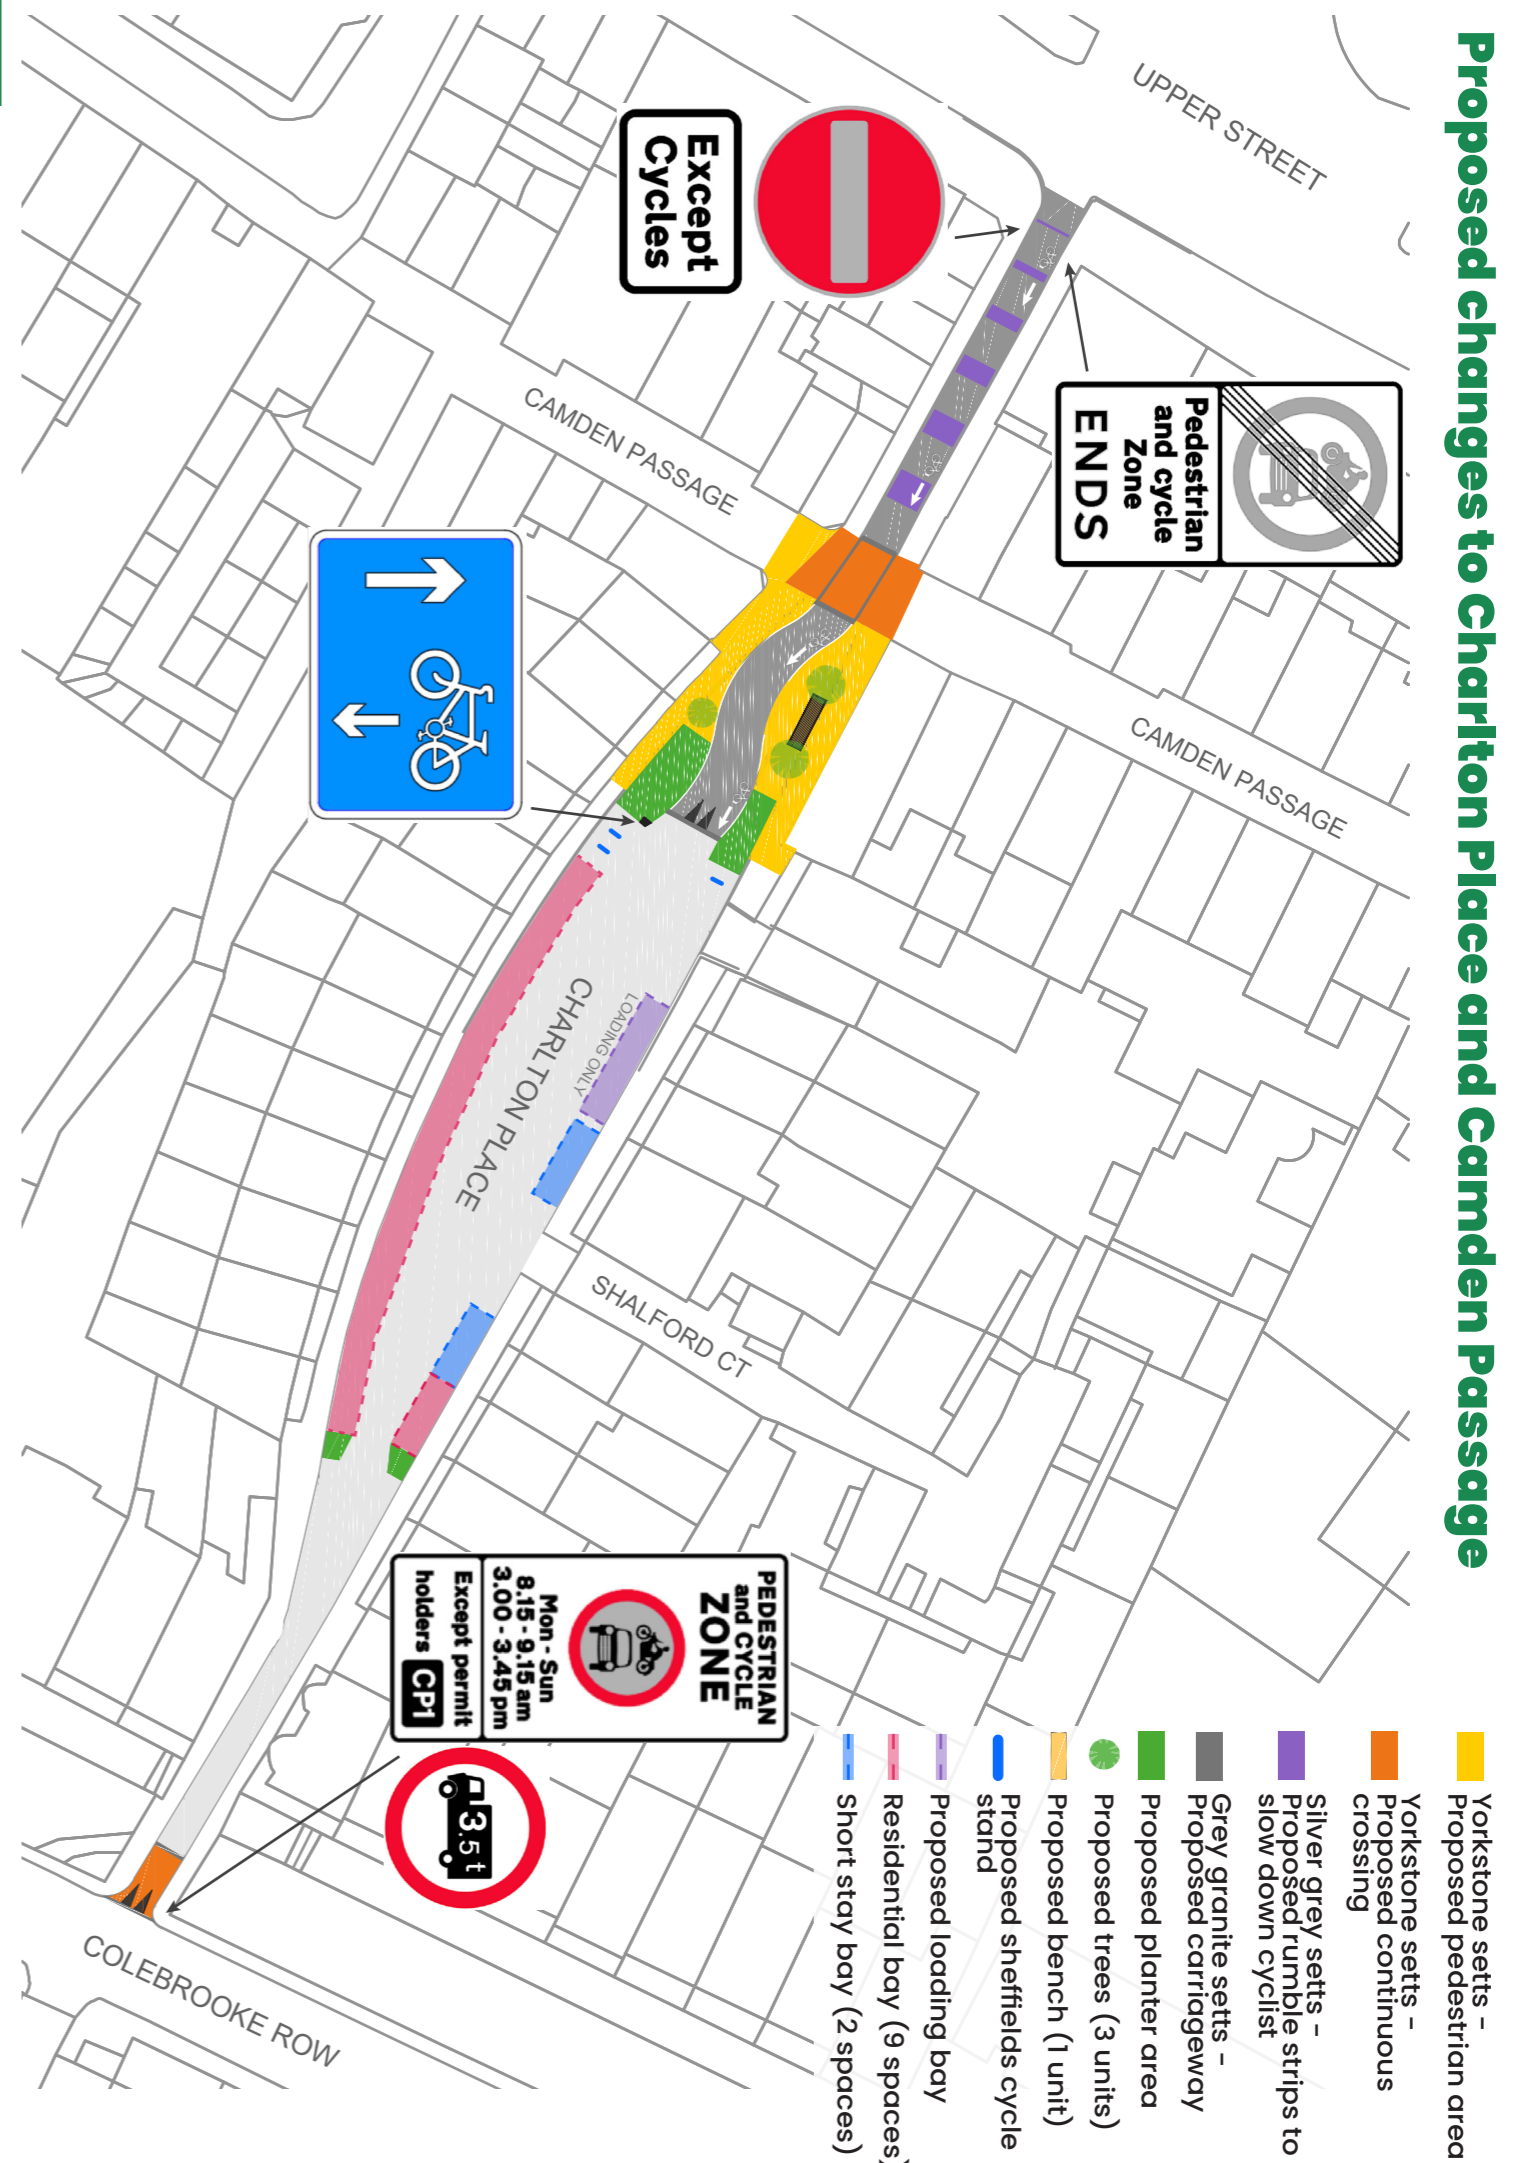 Proposed changes to Charlton Place and Camden Passage
UPPER STREET
Except
Cycles
Pedestrian
and cycle
Zone
ENDS
CAMDEN PASSAGE
CAMDEN PASSAGE
LOADING ONLY
CHARLTON PLACE
SHALFORD CT
PEDESTRIAN
and CYCLE
ZONE
Mon - Sun
8.15 - 9.15 am
3.00 - 3.45 pm
Except permit
holders CP1
3.5t
COLEBROOKE ROW
Yorkstone setts –
Proposed pedestrian area
Yorkstone setts –
Proposed continuous
crossing
Silver grey setts –
Proposed rumble strips to
slow down cyclist
Grey granite setts –
Proposed carriageway
Proposed planter area
Proposed trees (3 units)
Proposed bench (1 unit)
Proposed sheffields cycle
stand
Proposed loading bay
Residential bay (9 spaces)
Short stay bay (2 spaces)